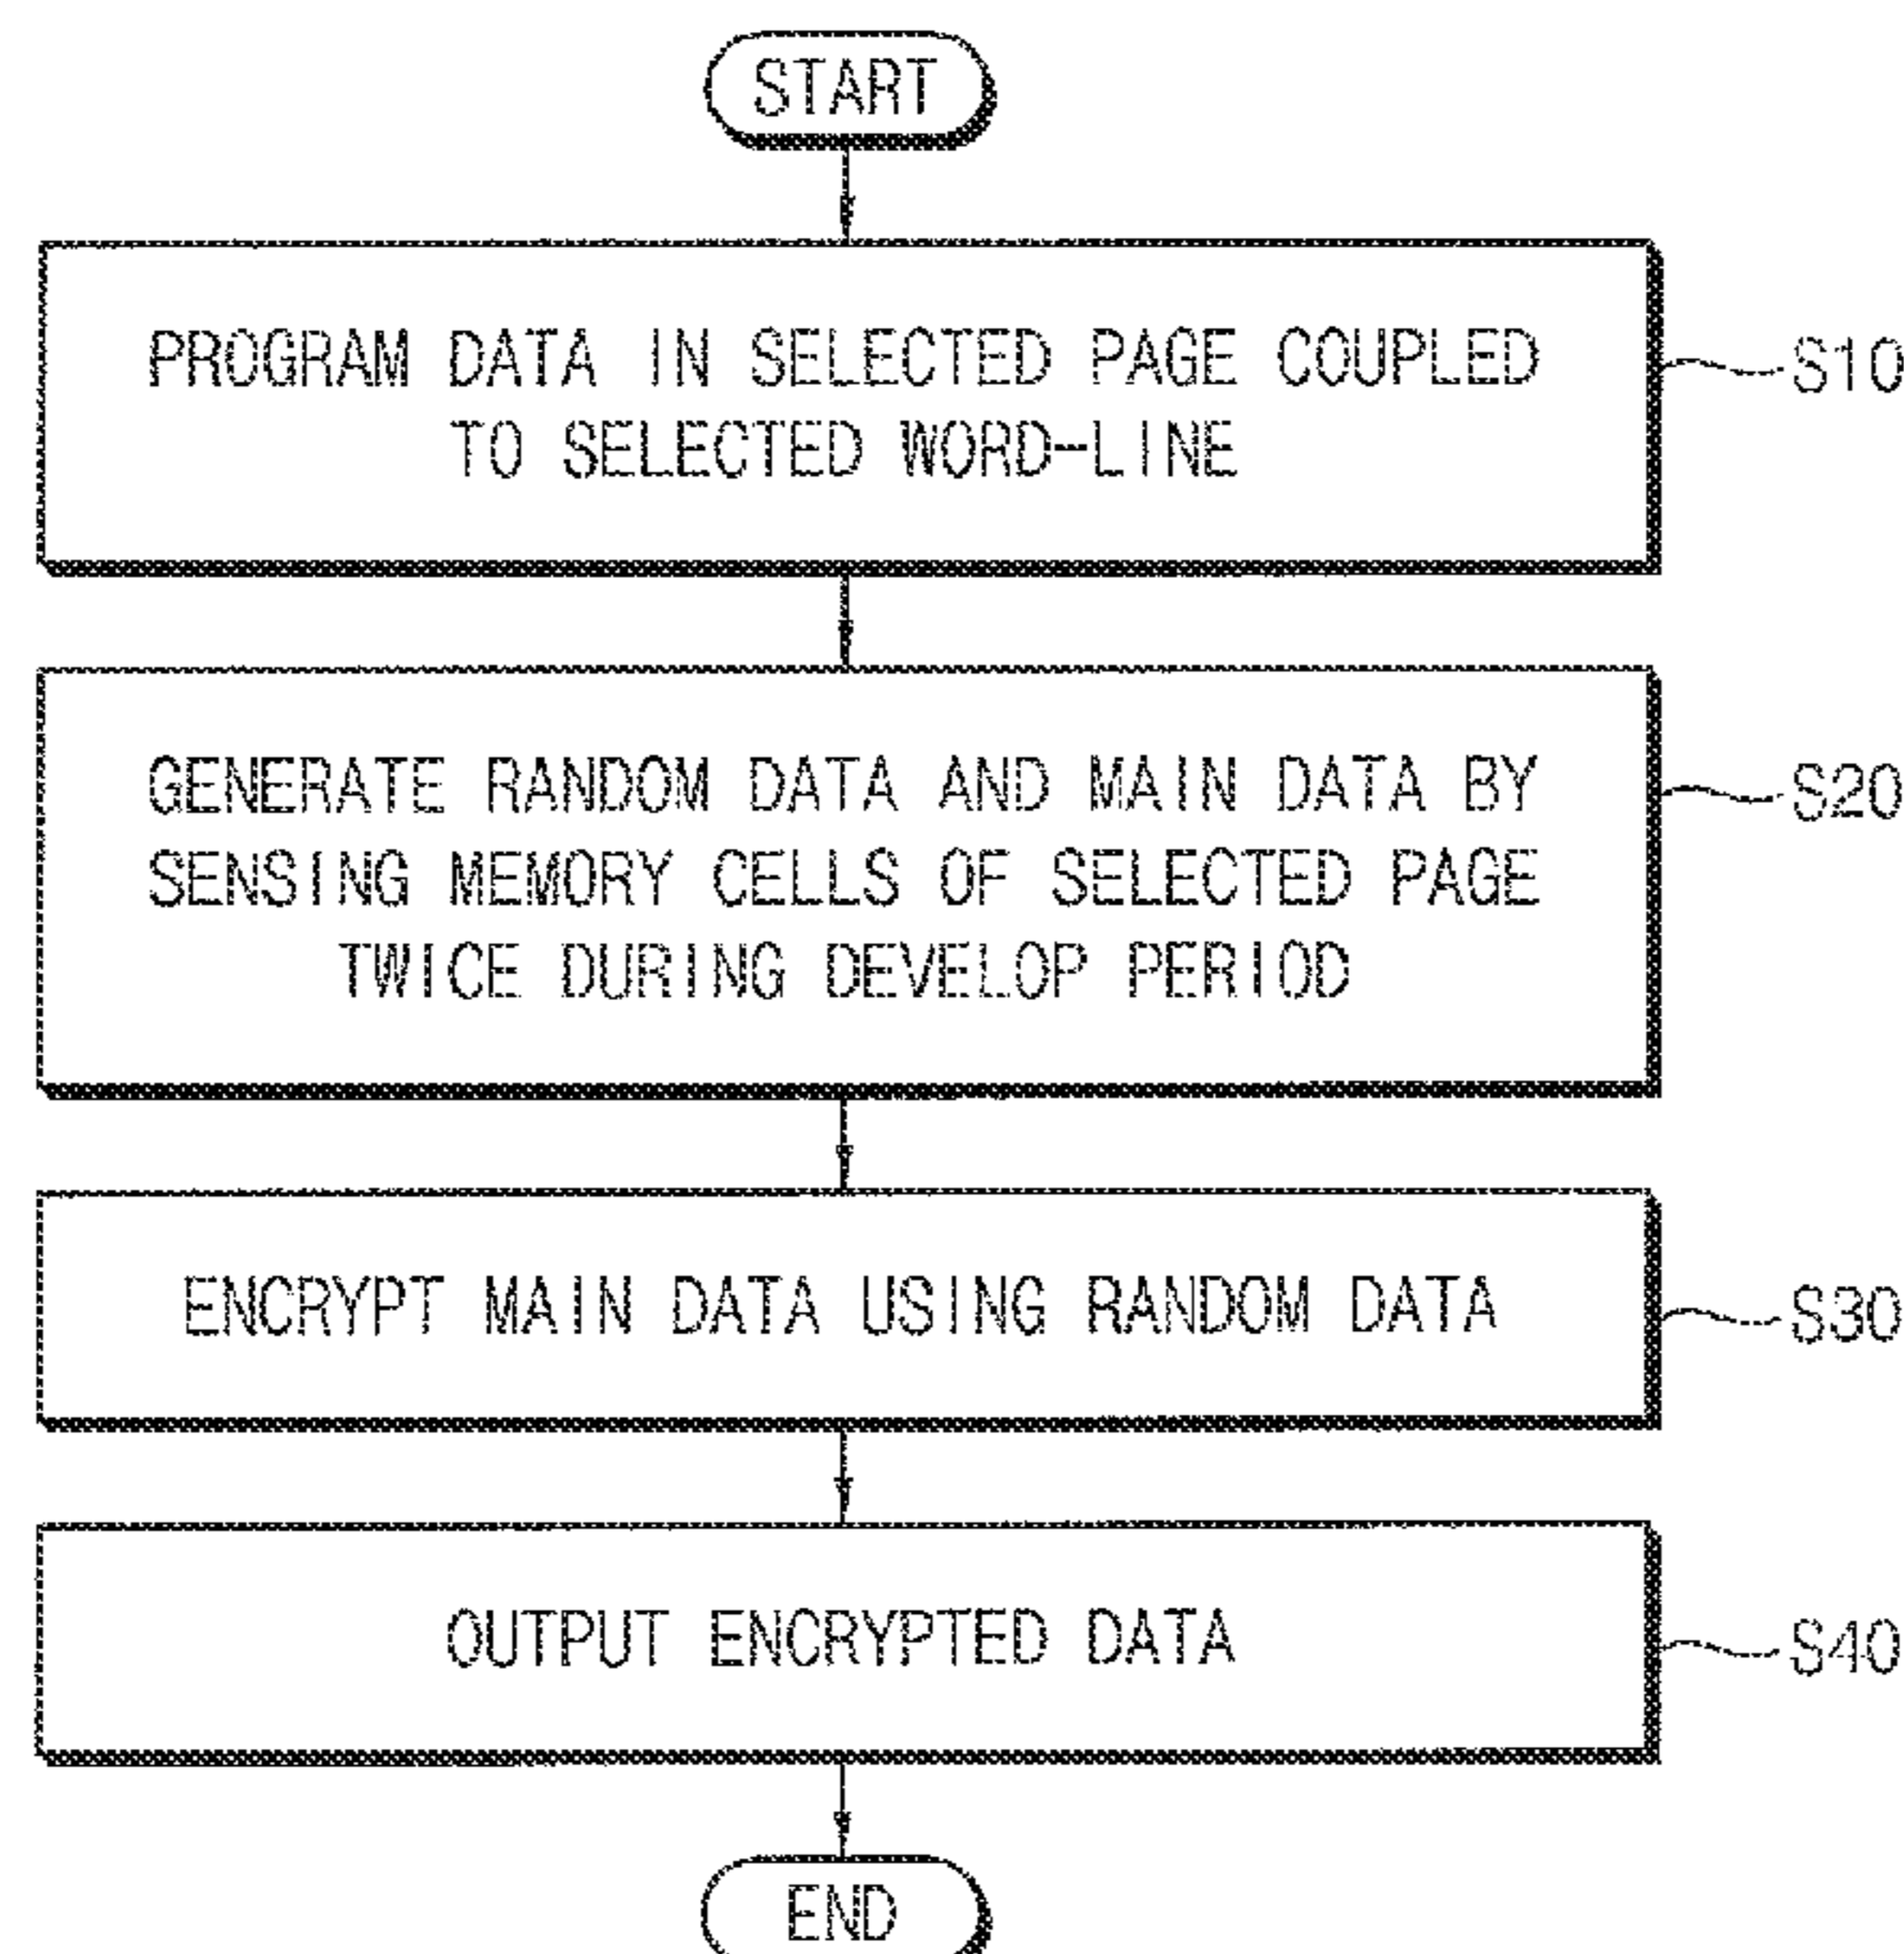 START
PROGRAM DATA IN SELECTED PAGE COUPLED
TO SELECTED WORD-LINE
S10
GENERATE RANDOM DATA AND MAIN DATA BY
SENSING MEMORY CELLS OF SELECTED PAGE
TWICE DURING DEVELOP PERIOD
S20
ENCRYPT MAIN DATA USING RANDOM DATA
S30
OUTPUT ENCRYPTED DATA
S40
END